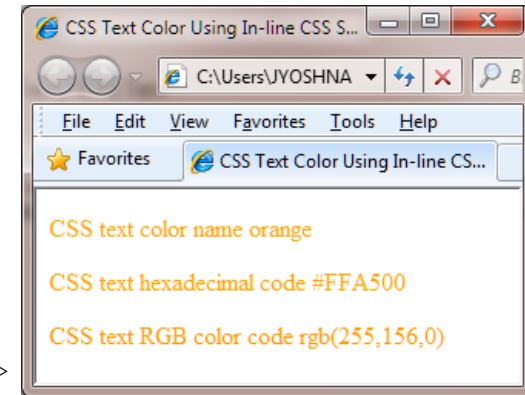 CSS Text Color Using In-line CSS S...
C:\Users\JYOSHNA
B
File Edit View Favorites Tools Help
Favorites
CSS Text Color Using In-line CS...
CSS text color name orange
CSS text hexadecimal code #FFA500
CSS text RGB color code rgb(255,156,0)
>